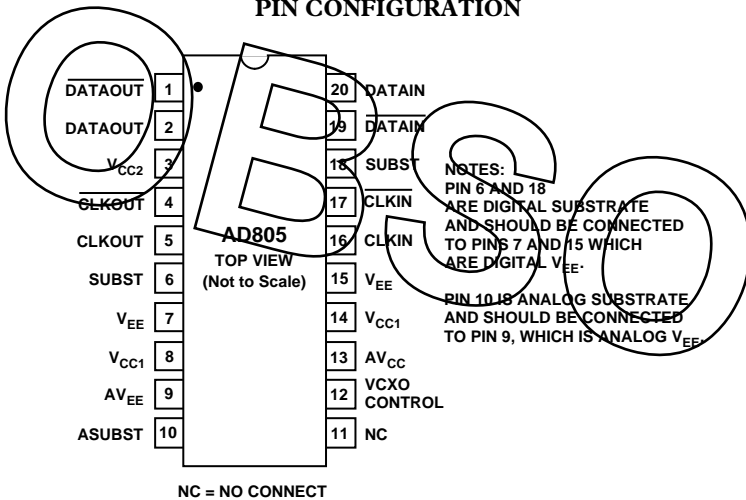 PIN CONFIGURATION
DATAOUT 1
DATAOUT 2
VCC2 3
CLKOUT 4
CLKOUT 5
SUBST 6
VEE 7
VCC1 8
AVEE 9
ASUBST 10
AD805
TOP VIEW
(Not to Scale)
20 DATAIN
19 DATAIN
18 SUBST
17 CLKIN
16 CLKIN
15 VEE
14 VCC1
13 AVCC
12 VCXO
CONTROL
11 NC
NOTES:
PIN 6 AND 18
ARE DIGITAL SUBSTRATE
AND SHOULD BE CONNECTED
TO PINS 7 AND 15 WHICH
ARE DIGITAL VEE.
PIN 10 IS ANALOG SUBSTRATE
AND SHOULD BE CONNECTED
TO PIN 9, WHICH IS ANALOG VEE.
NC = NO CONNECT
OBSO